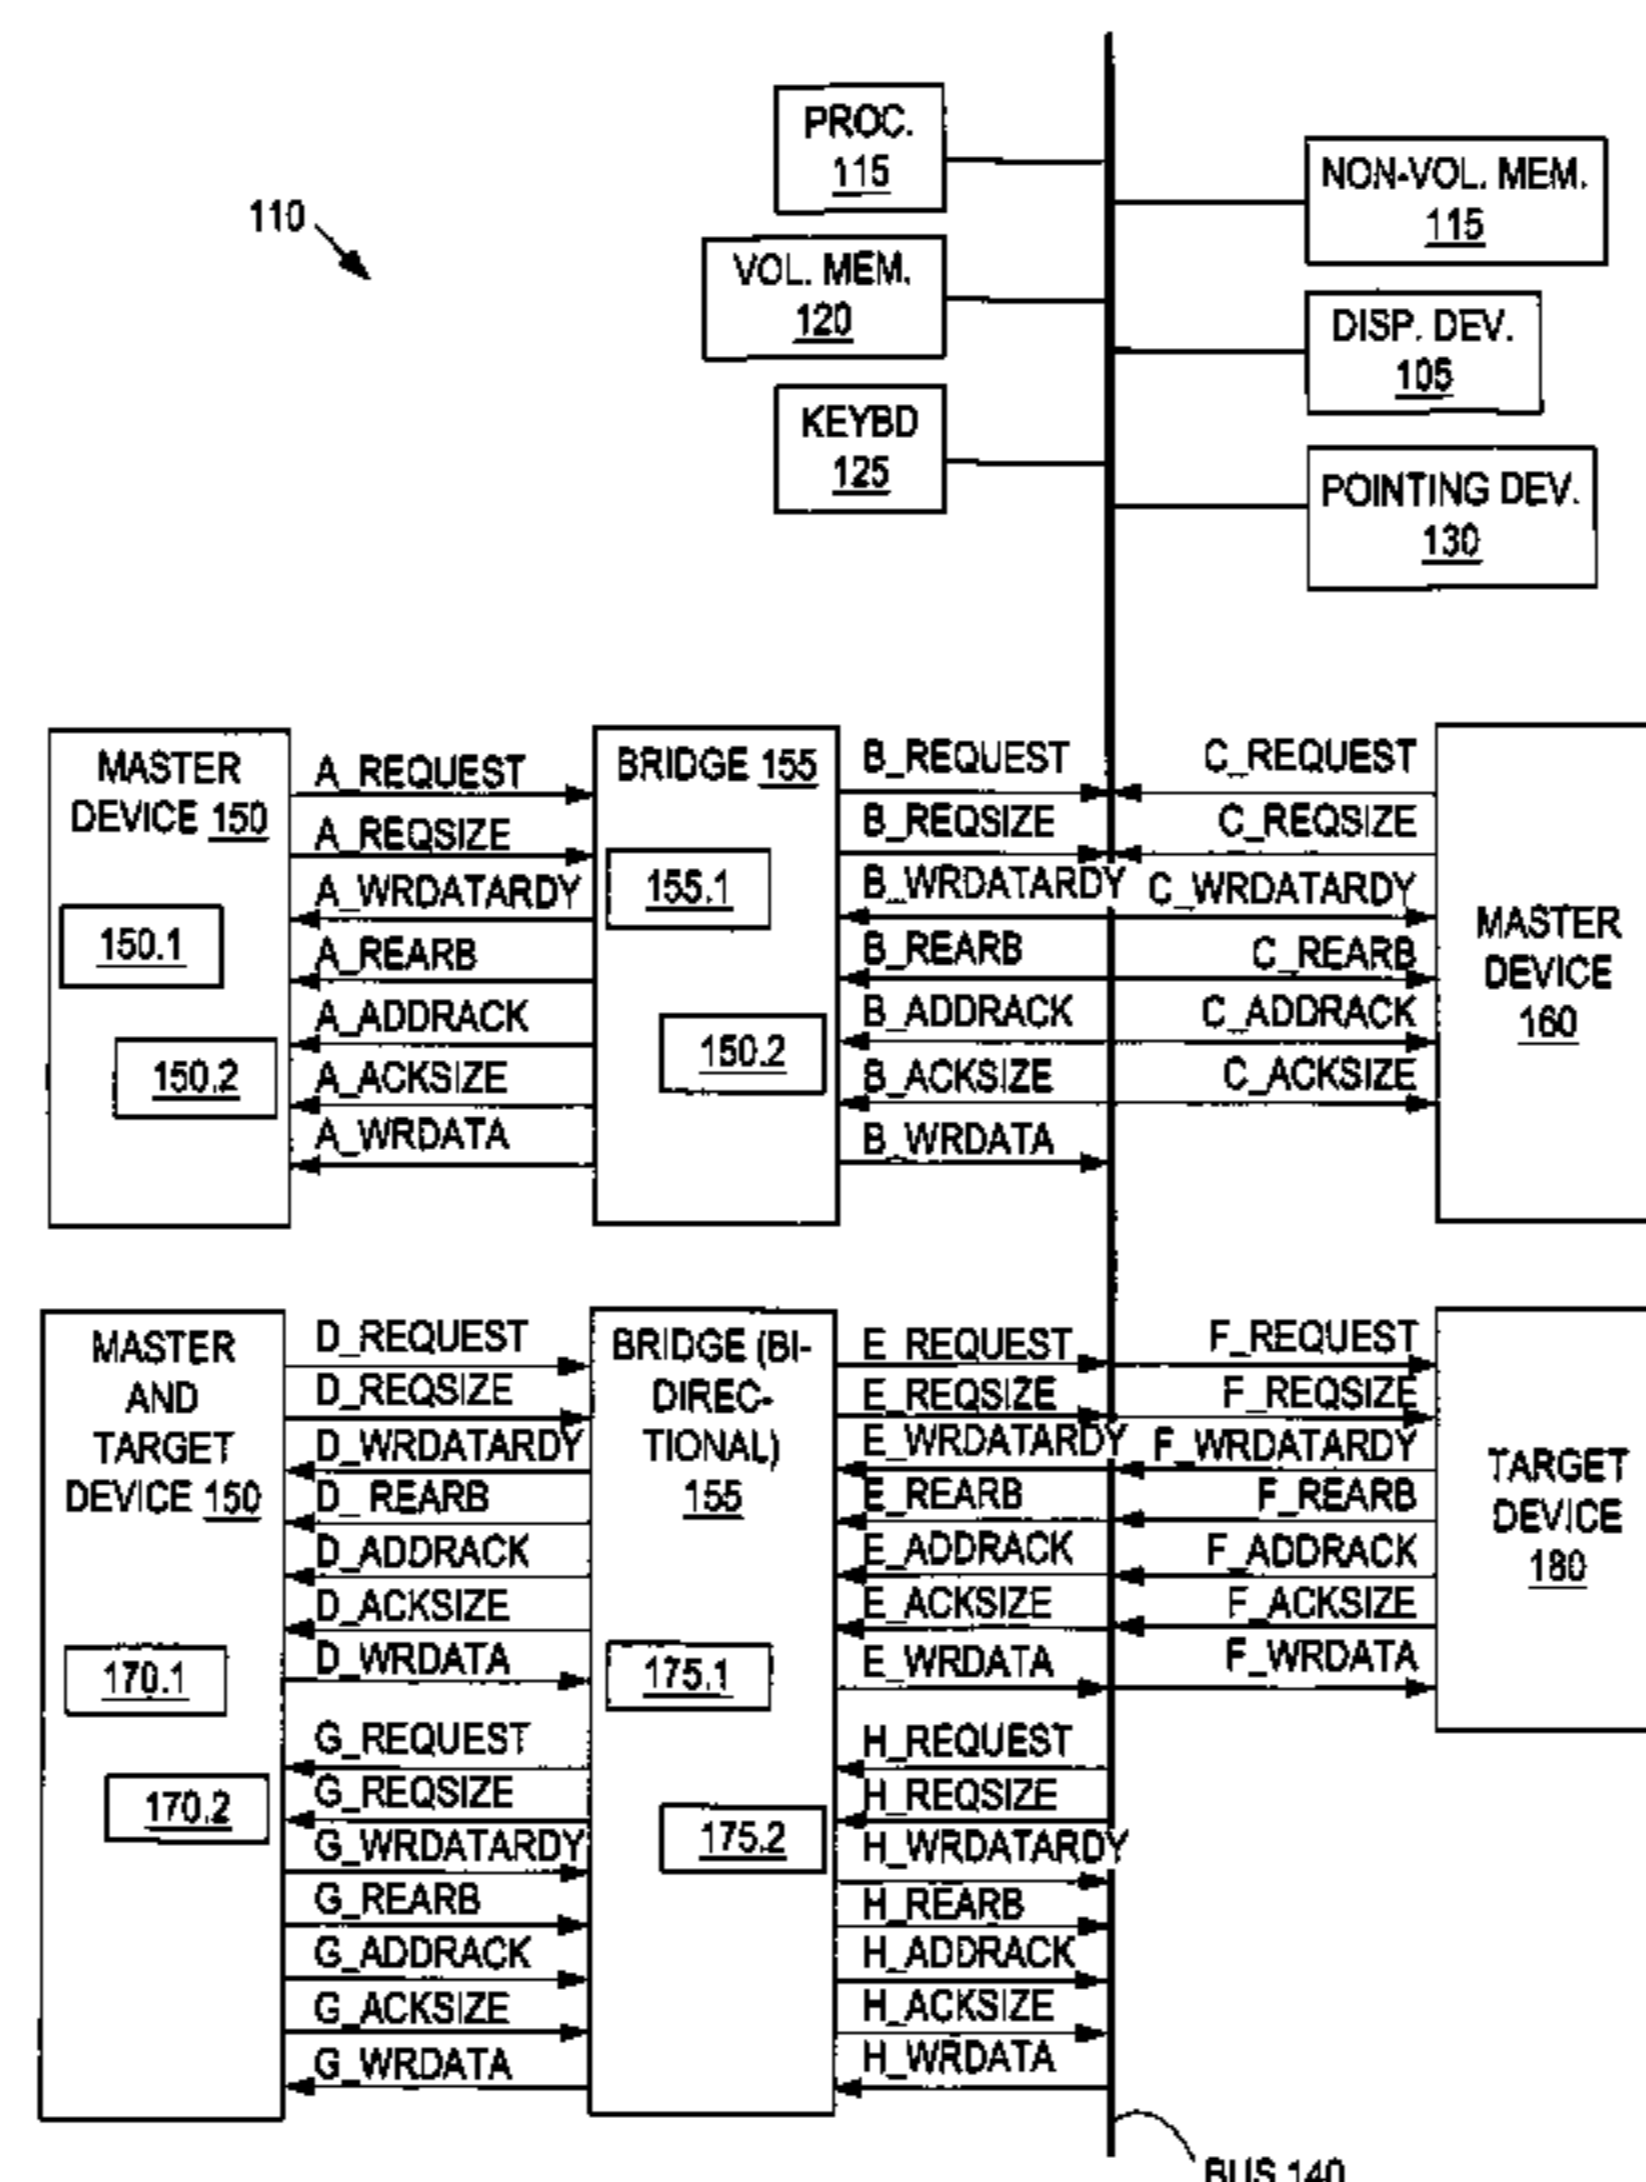 PROC.
115
NON-VOL. MEM.
115
110
VOL. MEM.
120
DISP. DEV.
105
KEYBD
125
POINTING DEV.
130
MASTER
DEVICE 150
150.1
150.2
A_REQUEST
A_REQSIZE
A_WRDATARDY
A_REARB
A_ADDRACK
A_ACKSIZE
A_WRDATA
BRIDGE 155
155.1
150.2
B_REQUEST
B_REQSIZE
B_WRDATARDY
B_REARB
B_ADDRACK
B_ACKSIZE
B_WRDATA
C_REQUEST
C_REQSIZE
C_WRDATARDY
C_REARB
C_ADDRACK
C_ACKSIZE
MASTER
DEVICE
160
MASTER
AND
TARGET
DEVICE 150
170.1
170.2
D_REQUEST
D_REQSIZE
D_WRDATARDY
D_ REARB
D_ADDRACK
D_ACKSIZE
D_WRDATA
G_REQUEST
G_REQSIZE
G_WRDATARDY
G_REARB
G_ADDRACK
G_ACKSIZE
G_WRDATA
BRIDGE (BI-
DIREC-
TIONAL)
155
175.1
175.2
E_REQUEST
E_REQSIZE
E_WRDATARDY
E_REARB
E_ADDRACK
E_ACKSIZE
E_WRDATA
H_REQUEST
H_REQSIZE
H_WRDATARDY
H_REARB
H_ADDRACK
H_ACKSIZE
H_WRDATA
F_REQUEST
F_REQSIZE
F_WRDATARDY
F_REARB
F_ADDRACK
F_ACKSIZE
F_WRDATA
TARGET
DEVICE
180
BUS 140